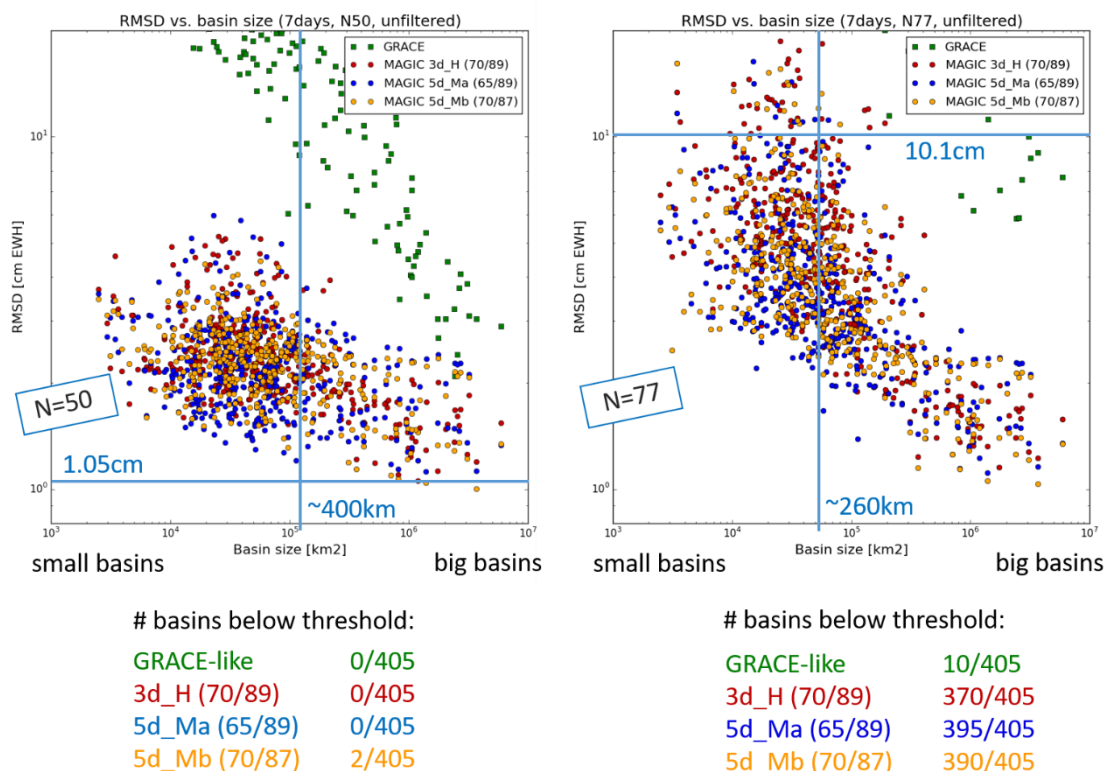 RMSD vs. basin size (7days, N50, unfiltered)
GRACE
MAGIC 3d_H (70/89)
MAGIC 5d_Ma (65/89)
MAGIC 5d_Mb (70/87)
10^1
RMSD [cm EWH]
N=50
1.05cm
10^0
~400km
10^3 10^4 10^5 10^6 10^7
Basin size [km2]
small basins big basins
# basins below threshold:
GRACE-like 0/405
3d_H (70/89) 0/405
5d_Ma (65/89) 0/405
5d_Mb (70/87) 2/405
RMSD vs. basin size (7days, N77, unfiltered)
GRACE
MAGIC 3d_H (70/89)
MAGIC 5d_Ma (65/89)
MAGIC 5d_Mb (70/87)
10^1
10.1cm
RMSD [cm EWH]
N=77
10^0
~260km
10^3 10^4 10^5 10^6 10^7
Basin size [km2]
small basins big basins
# basins below threshold:
GRACE-like 10/405
3d_H (70/89) 370/405
5d_Ma (65/89) 395/405
5d_Mb (70/87) 390/405